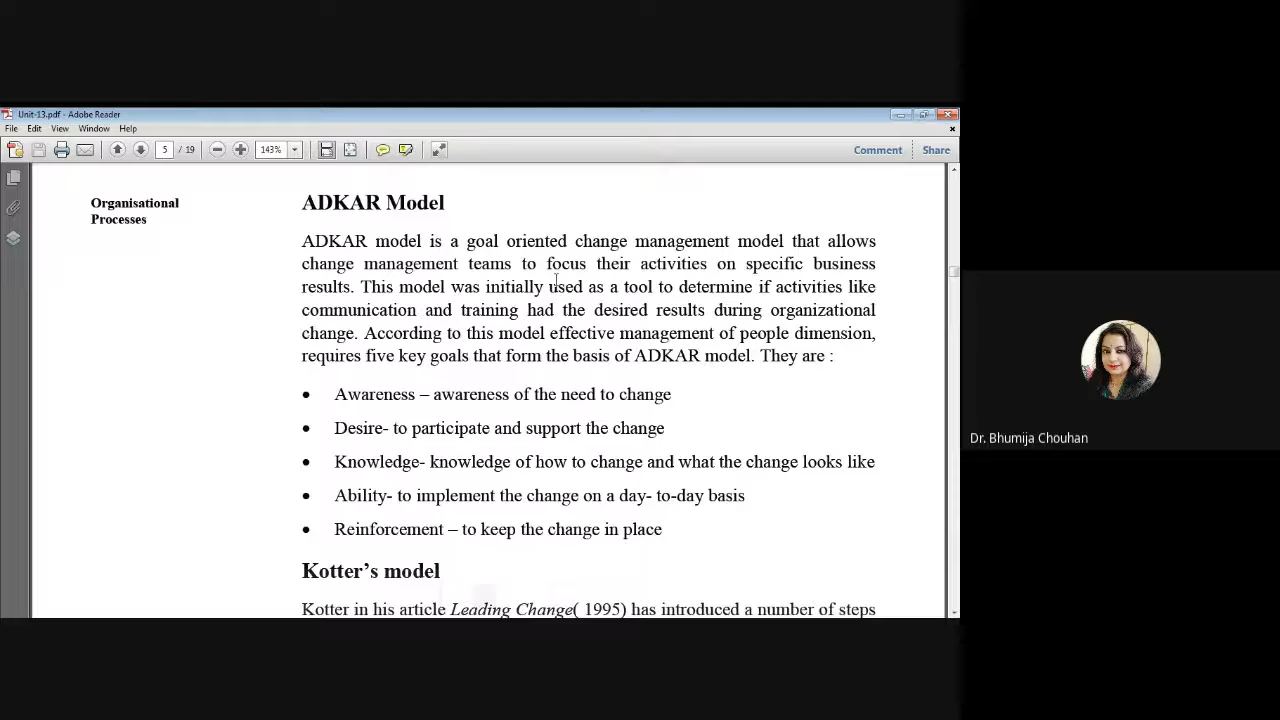 Unit-13.pdf - Adobe Reader
File Edit View Window Help
5 / 19 143% Comment Share
Organisational
Processes
ADKAR Model
ADKAR model is a goal oriented change management model that allows
change management teams to focus their activities on specific business
results. This model was initially used as a tool to determine if activities like
communication and training had the desired results during organizational
change. According to this model effective management of people dimension,
requires five key goals that form the basis of ADKAR model. They are :
• Awareness – awareness of the need to change
• Desire- to participate and support the change
• Knowledge- knowledge of how to change and what the change looks like
• Ability- to implement the change on a day- to-day basis
• Reinforcement – to keep the change in place
Kotter’s model
Kotter in his article Leading Change( 1995) has introduced a number of steps
Dr. Bhumija Chouhan